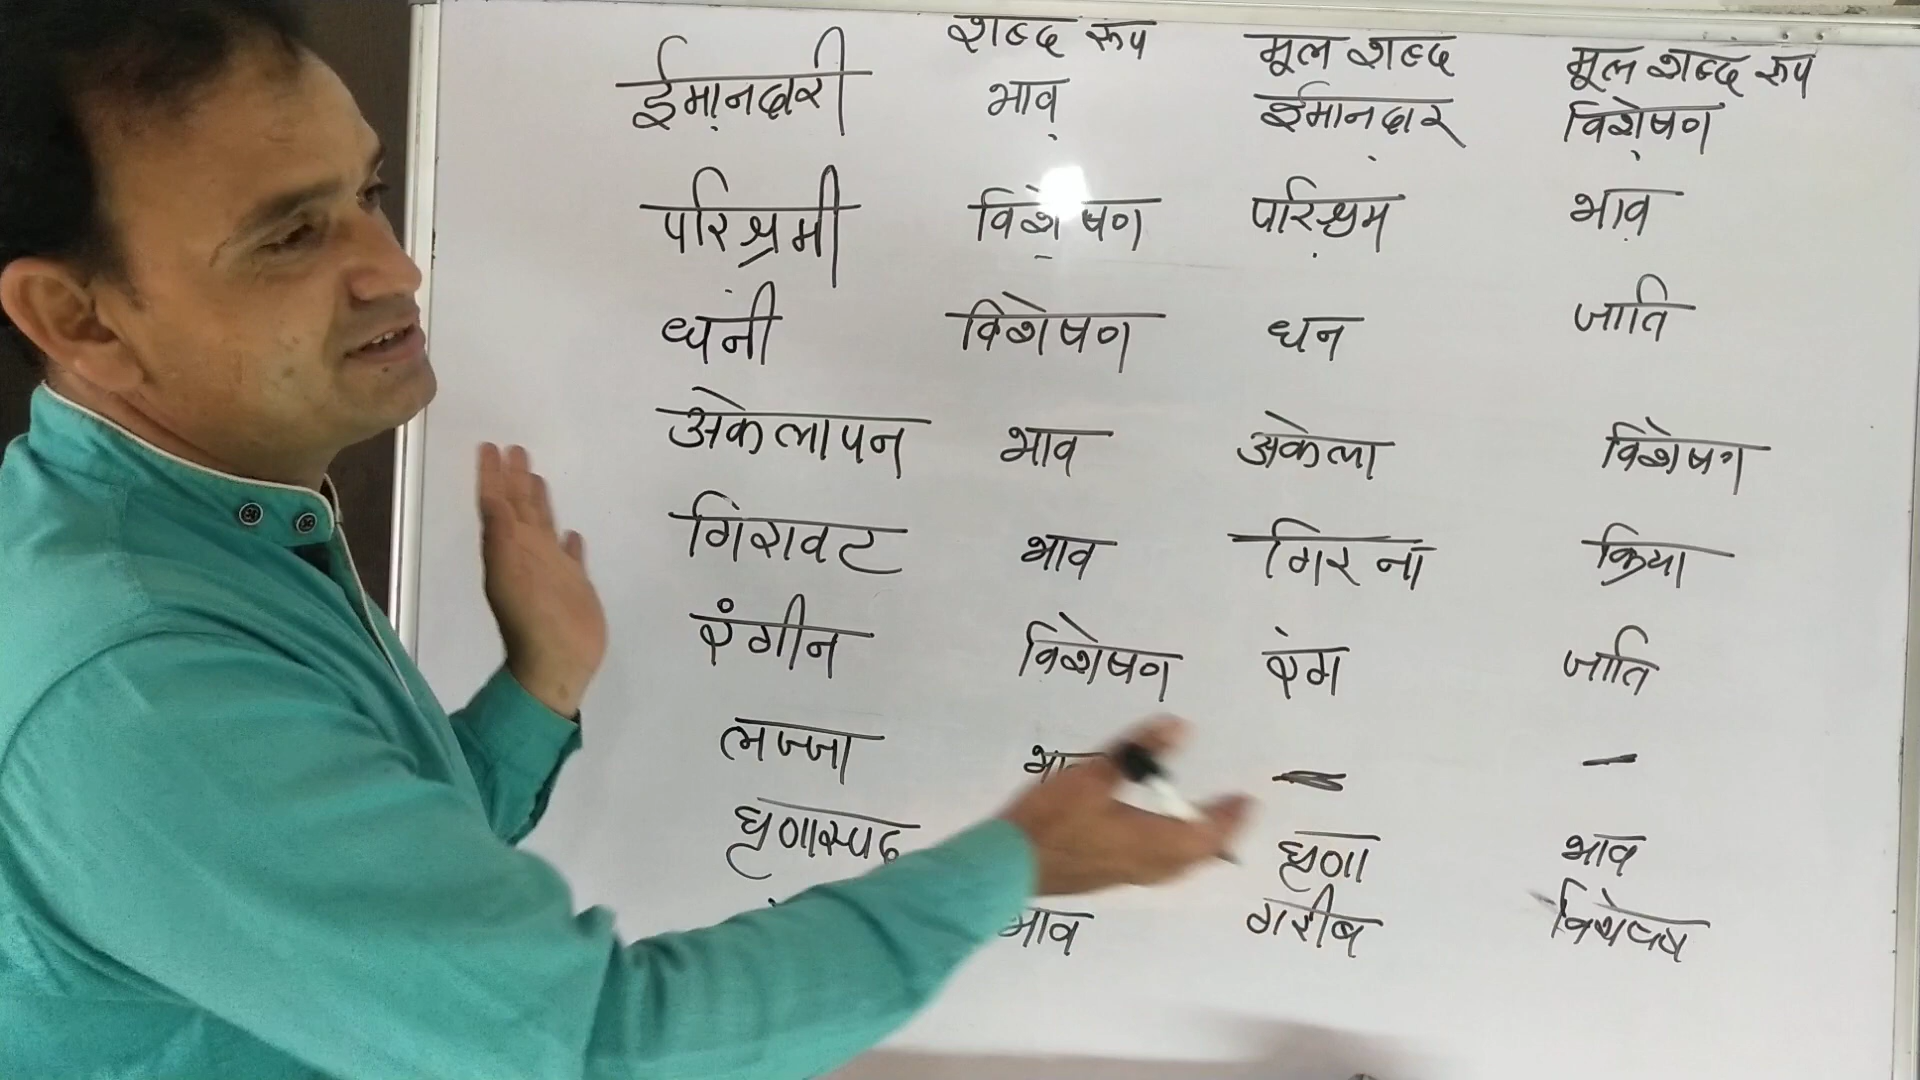 शब्द रूप मूल शब्द मूल शब्द रूप
ईमानदारी भाव ईमानदार विशेषण
परिश्रमी विशेषण परिश्रम भाव
धनी विशेषण धन जाति
अकेलापन भाव अकेला विशेषण
गिरावट भाव गिरना क्रिया
रंगीन विशेषण रंग जाति
लज्जा - -
घृणास्पद घृणा भाव
भाव गरीब